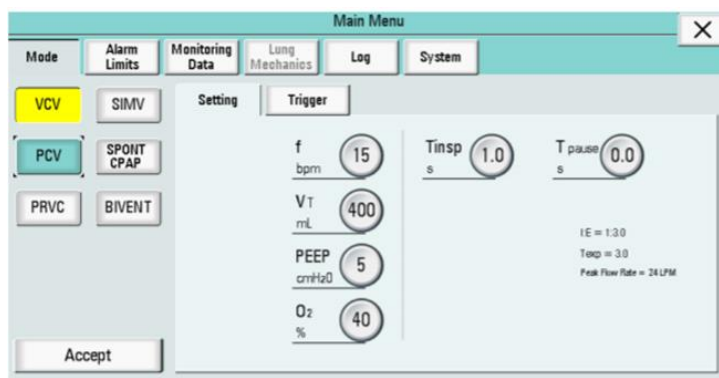 Main Menu
X
Mode
Alarm
Limits
Monitoring
Data
Lung
Mechanics
Log
System
VCV
SIMV
PCV
SPONT
CPAP
PRVC
BIVENT
Accept
Setting
Trigger
f
bpm
15
VT
mL
400
PEEP
cmH20
5
O2
%
40
Tinsp
s
1.0
T pause
s
0.0
I:E = 1:3.0
Texp = 3.0
Peak Flow Rate = 24 LPM